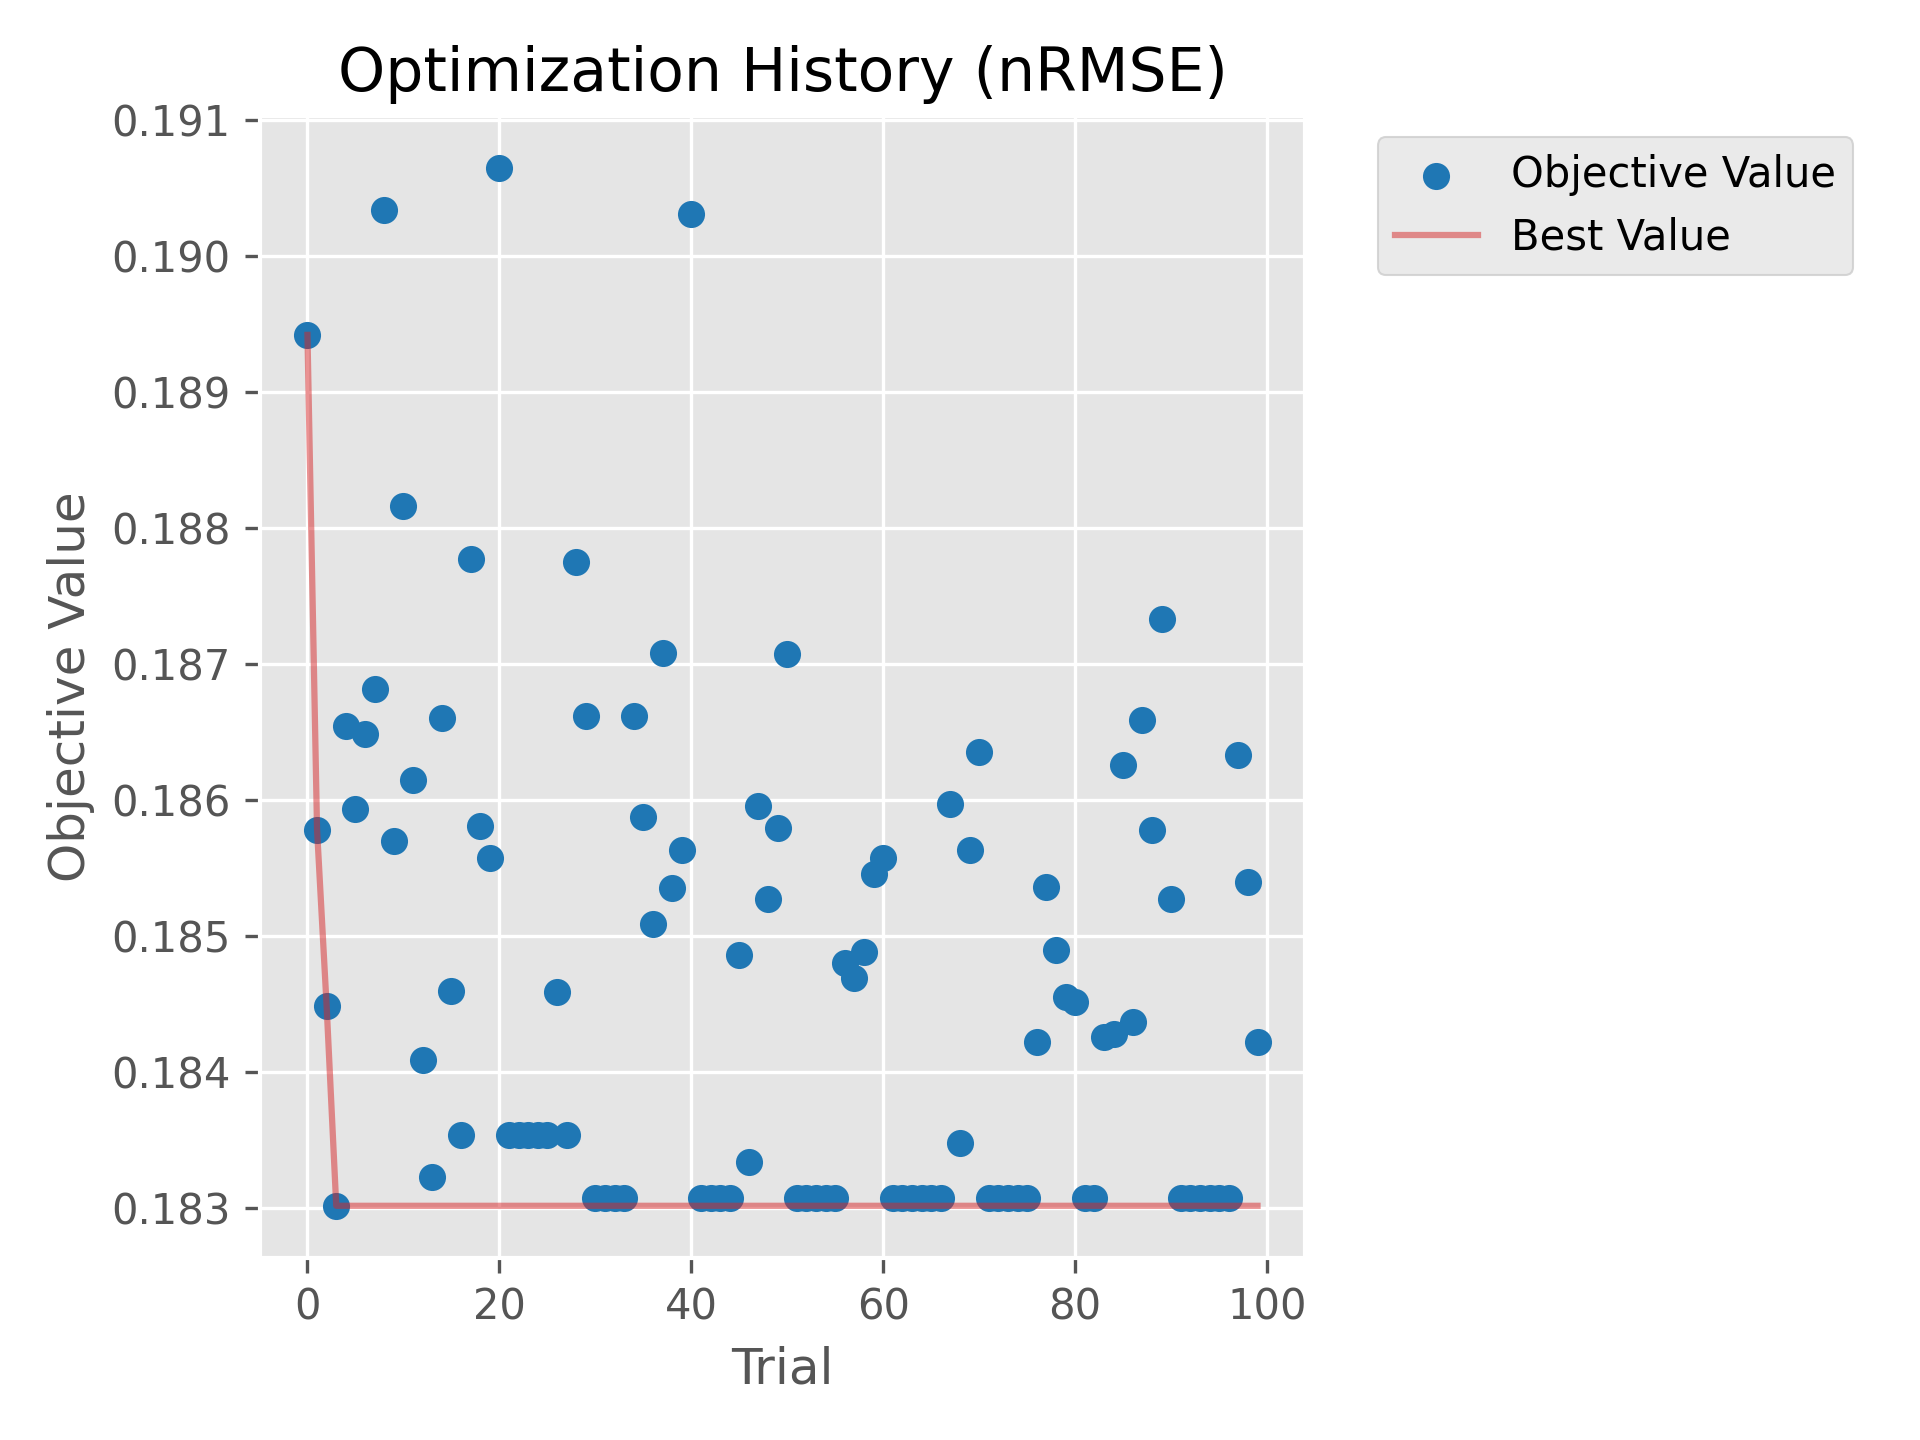 Optimization History (nRMSE)
0.191
0.190
0.189
0.188
0.187
0.186
0.185
0.184
0.183
Objective Value
0 20 40 60 80 100
Trial
Objective Value
Best Value